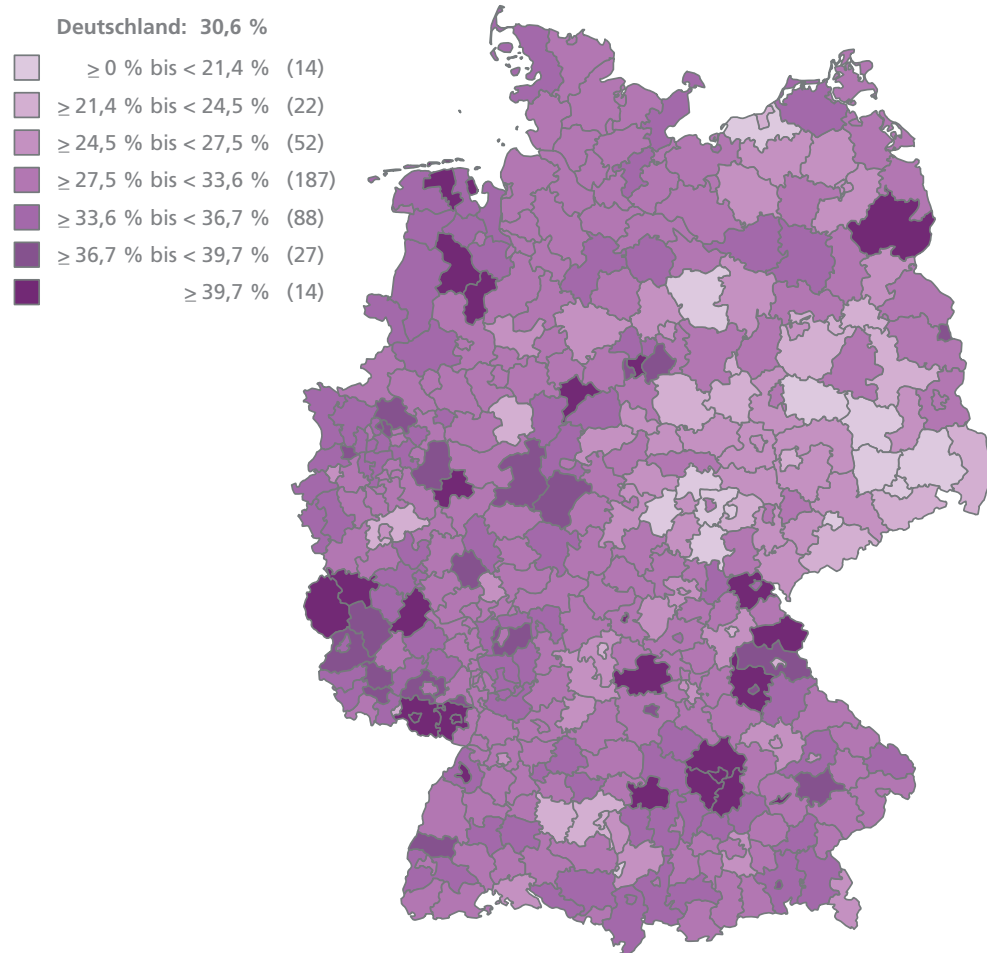 Deutschland: 30,6 %
≥ 0 % bis < 21,4 % (14)
≥ 21,4 % bis < 24,5 % (22)
≥ 24,5 % bis < 27,5 % (52)
≥ 27,5 % bis < 33,6 % (187)
≥ 33,6 % bis < 36,7 % (88)
≥ 36,7 % bis < 39,7 % (27)
≥ 39,7 % (14)